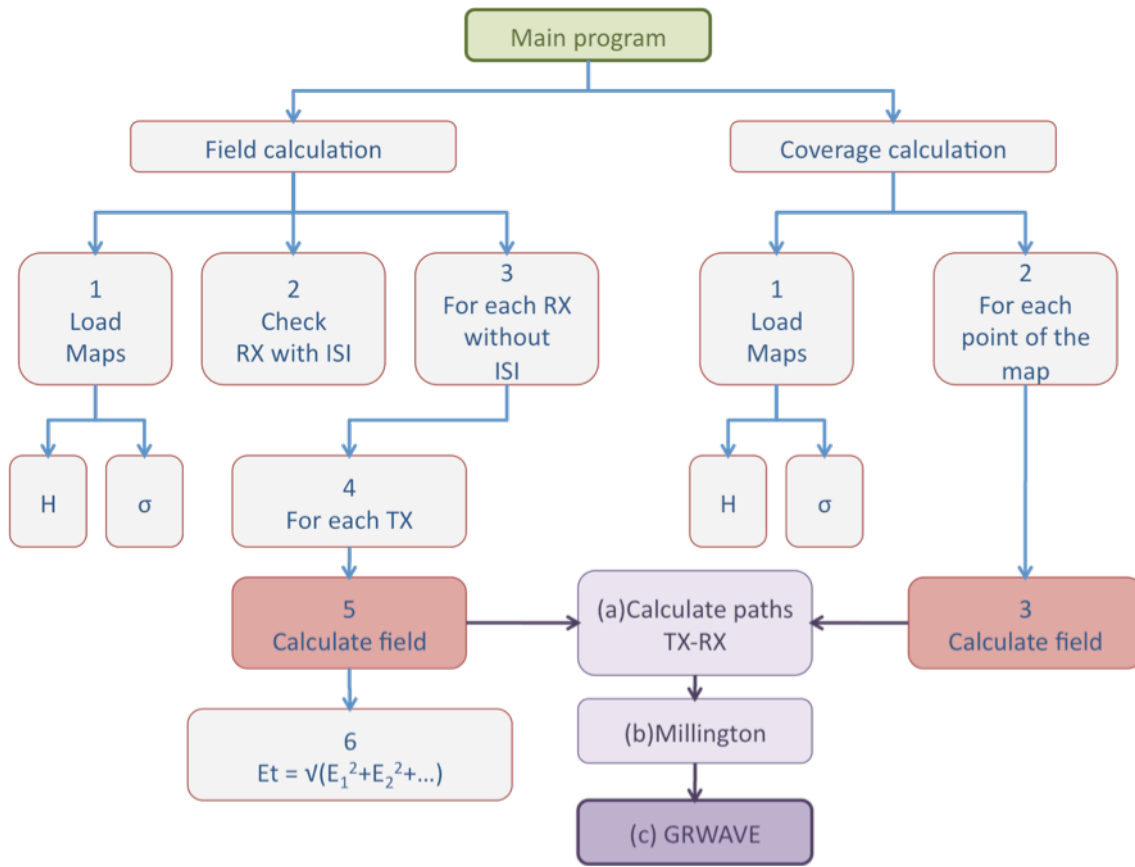 Main program
Field calculation
Coverage calculation
1
Load
Maps
2
Check
RX with ISI
3
For each RX
without
ISI
1
Load
Maps
2
For each
point of the
map
H
σ
4
For each TX
H
σ
5
Calculate field
(a)Calculate paths
TX-RX
3
Calculate field
6
Et = √(E₁²+E₂²+...)
(b)Millington
(c) GRWAVE